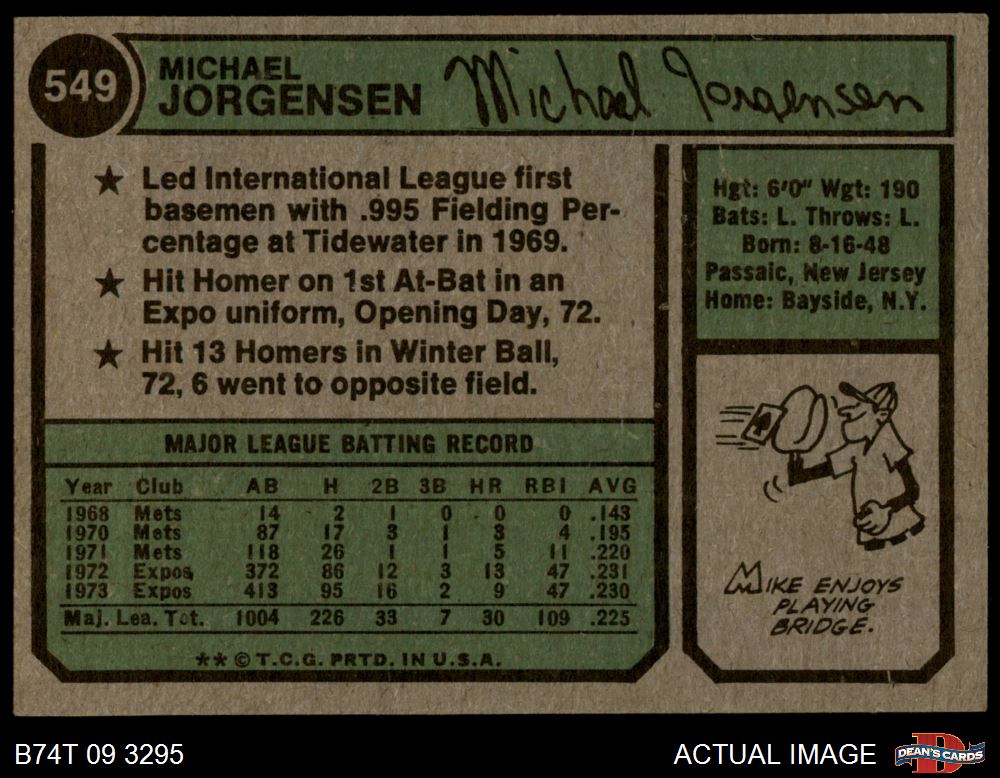 549
MICHAEL
JORGENSEN
Michael Jorgensen
★ Led International League first
basemen with .995 Fielding Per-
centage at Tidewater in 1969.
★ Hit Homer on 1st At-Bat in an
Expo uniform, Opening Day, 72.
★ Hit 13 Homers in Winter Ball,
72, 6 went to opposite field.
Hgt: 6'0" Wgt: 190
Bats: L. Throws: L.
Born: 8-16-48
Passaic, New Jersey
Home: Bayside, N.Y.
MAJOR LEAGUE BATTING RECORD
Year Club AB H 2B 3B HR RBI AVG
1968 Mets 14 2 1 0 0 0 .143
1970 Mets 87 17 3 1 3 4 .195
1971 Mets 118 26 1 1 5 11 .220
1972 Expos 372 86 12 3 13 47 .231
1973 Expos 413 95 16 2 9 47 .230
Maj. Lea. Tot. 1004 226 33 7 30 109 .225
** © T.C.G. PRTD. IN U.S.A.
MIKE ENJOYS
PLAYING
BRIDGE.
B74T 09 3295
ACTUAL IMAGE
D
DEAN'S CARDS